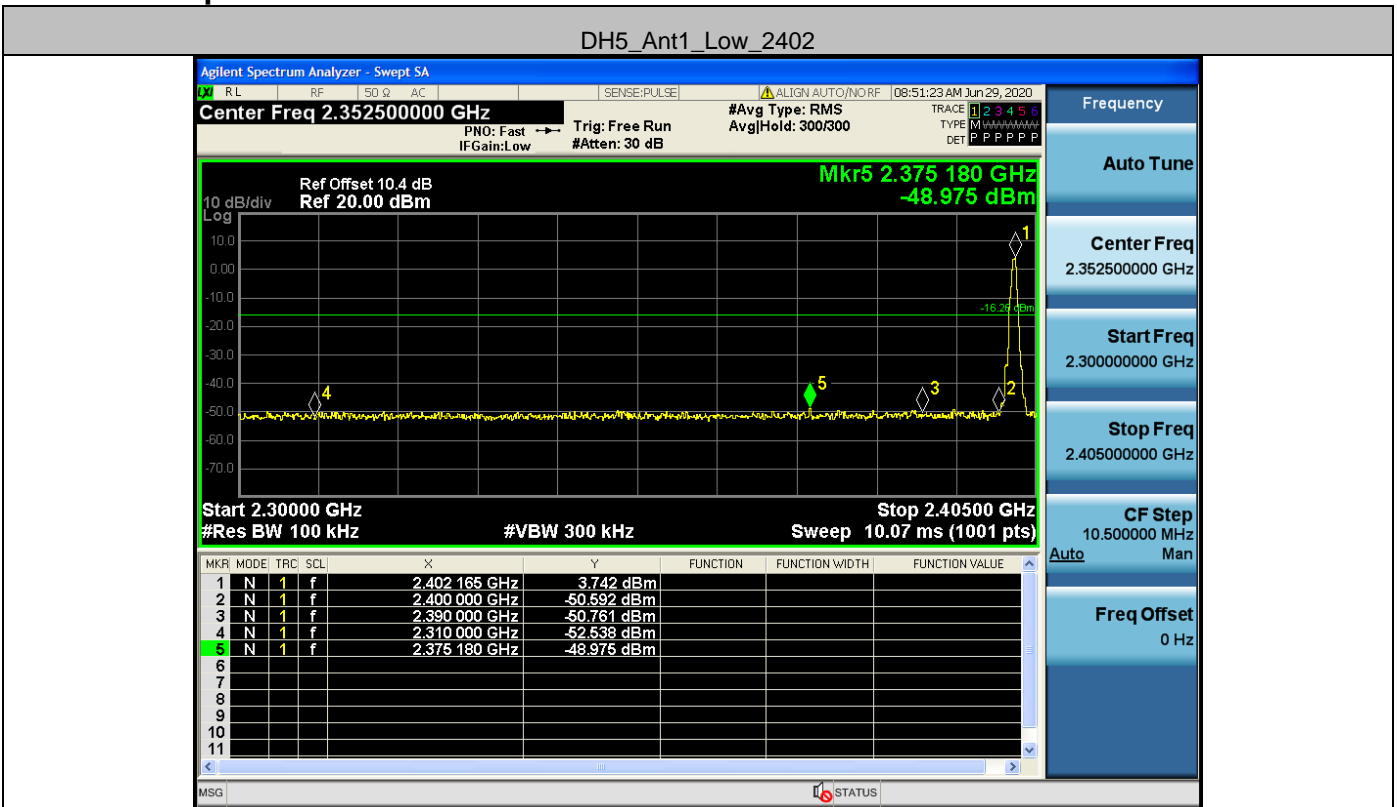 DH5_Ant1_Low_2402
Agilent Spectrum Analyzer - Swept SA
LXI RL RF 50 Ω AC SENSE:PULSE ALIGN AUTO/NO RF 08:51:23 AM Jun 29, 2020
Center Freq 2.352500000 GHz
#Avg Type: RMS
TRACE 1 2 3 4 5 6
PNO: Fast Trig: Free Run Avg|Hold: 300/300
TYPE M
IFGain:Low #Atten: 30 dB
DET P P P P P P
Mkr5 2.375 180 GHz
-48.975 dBm
Ref Offset 10.4 dB
10 dB/div Ref 20.00 dBm
Log
10.0
0.00
-10.0
-20.0
-30.0
-40.0
-50.0
-60.0
-70.0
1
-16.26 dBm
4
5
3
2
Start 2.30000 GHz Stop 2.40500 GHz
#Res BW 100 kHz #VBW 300 kHz Sweep 10.07 ms (1001 pts)
MKR MODE TRC SCL X Y FUNCTION FUNCTION WIDTH FUNCTION VALUE
1 N 1 f 2.402 165 GHz 3.742 dBm
2 N 1 f 2.400 000 GHz -50.592 dBm
3 N 1 f 2.390 000 GHz -50.761 dBm
4 N 1 f 2.310 000 GHz -52.538 dBm
5 N 1 f 2.375 180 GHz -48.975 dBm
6
7
8
9
10
11
MSG STATUS
Frequency
Auto Tune
Center Freq
2.352500000 GHz
Start Freq
2.300000000 GHz
Stop Freq
2.405000000 GHz
CF Step
10.500000 MHz
Auto Man
Freq Offset
0 Hz